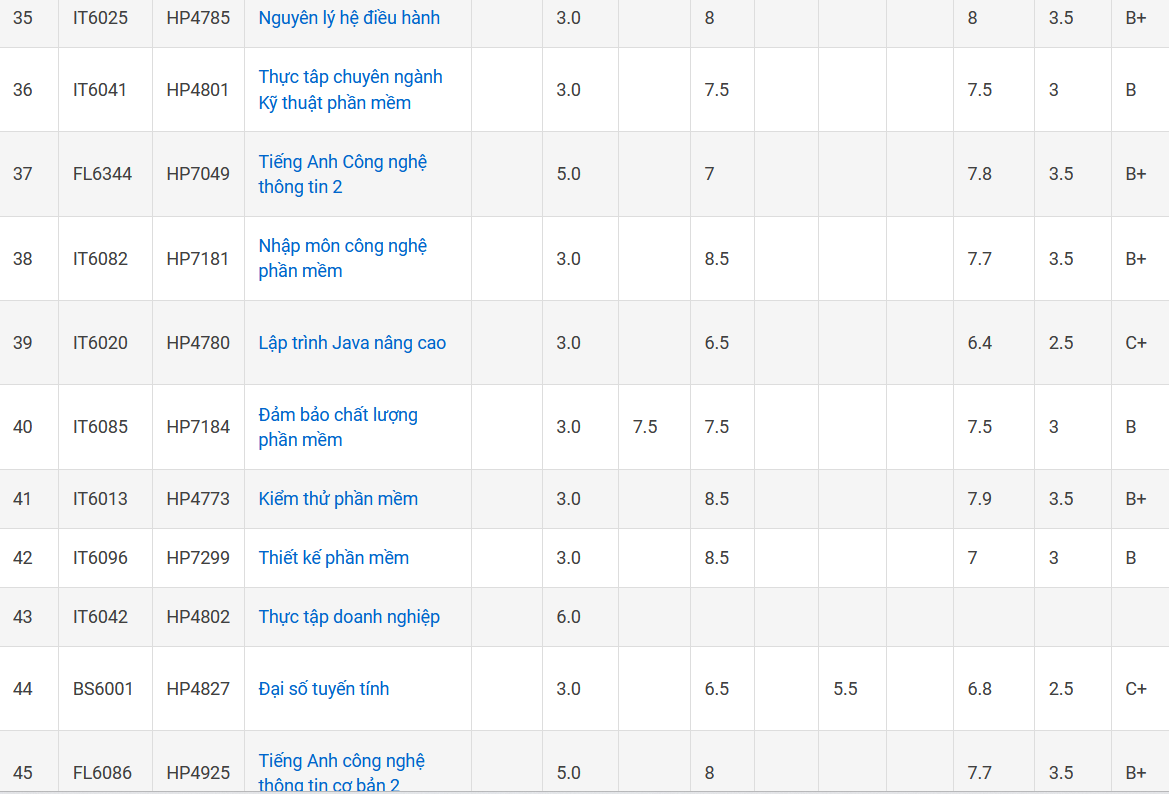 35 IT6025 HP4785 Nguyên lý hệ điều hành 3.0 8 8 3.5 B+
36 IT6041 HP4801 Thực tâp chuyên ngành
Kỹ thuật phần mềm 3.0 7.5 7.5 3 B
37 FL6344 HP7049 Tiếng Anh Công nghệ
thông tin 2 5.0 7 7.8 3.5 B+
38 IT6082 HP7181 Nhập môn công nghệ
phần mềm 3.0 8.5 7.7 3.5 B+
39 IT6020 HP4780 Lập trình Java nâng cao 3.0 6.5 6.4 2.5 C+
40 IT6085 HP7184 Đảm bảo chất lượng
phần mềm 3.0 7.5 7.5 7.5 3 B
41 IT6013 HP4773 Kiểm thử phần mềm 3.0 8.5 7.9 3.5 B+
42 IT6096 HP7299 Thiết kế phần mềm 3.0 8.5 7 3 B
43 IT6042 HP4802 Thực tập doanh nghiệp 6.0
44 BS6001 HP4827 Đại số tuyến tính 3.0 6.5 5.5 6.8 2.5 C+
45 FL6086 HP4925 Tiếng Anh công nghệ
thông tin cơ bản 2 5.0 8 7.7 3.5 B+